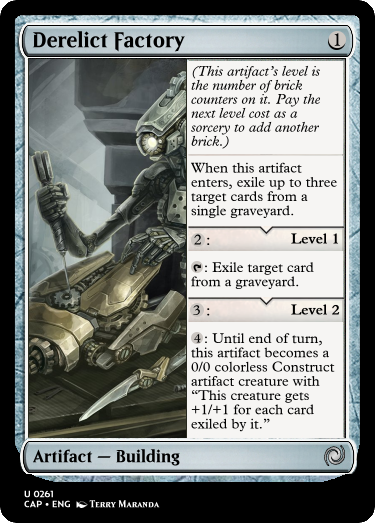 Derelict Factory 1
(This artifact's level is
the number of brick
counters on it. Pay the
next level cost as a
sorcery to add another
brick.)
When this artifact
enters, exile up to three
target cards from a
single graveyard.
2 : Level 1
: Exile target card
from a graveyard.
3 : Level 2
4: Until end of turn,
this artifact becomes a
0/0 colorless Construct
artifact creature with
“This creature gets
+1/+1 for each card
exiled by it.”
Artifact — Building
U 0261
CAP • ENG Terry Maranda